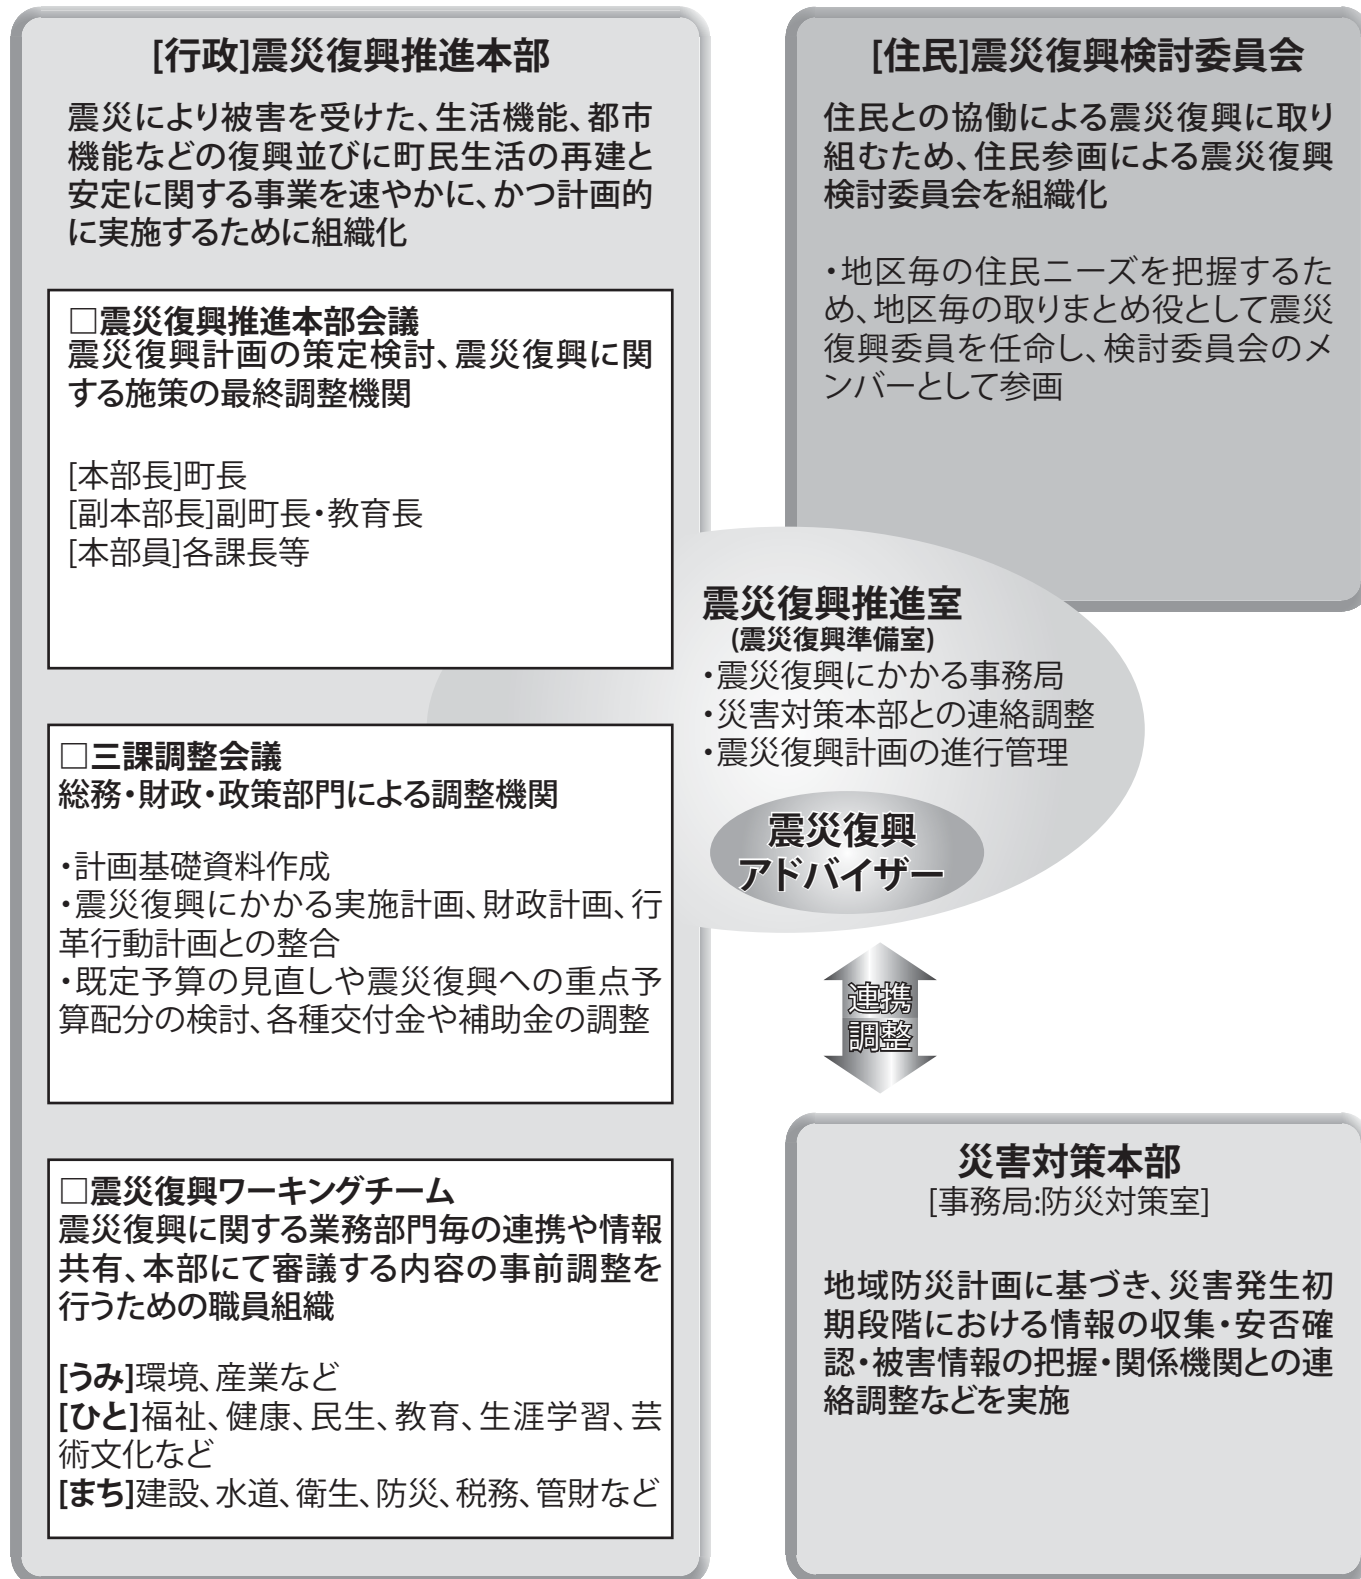 [行政]震災復興推進本部
震災により被害を受けた、生活機能、都市
機能などの復興並びに町民生活の再建と
安定に関する事業を速やかに、かつ計画的
に実施するために組織化
□震災復興推進本部会議
震災復興計画の策定検討、震災復興に関
する施策の最終調整機関
[本部長]町長
[副本部長]副町長・教育長
[本部員]各課長等
□三課調整会議
総務・財政・政策部門による調整機関
・計画基礎資料作成
・震災復興にかかる実施計画、財政計画、行
革行動計画との整合
・既定予算の見直しや震災復興への重点予
算配分の検討、各種交付金や補助金の調整
□震災復興ワーキングチーム
震災復興に関する業務部門毎の連携や情報
共有、本部にて審議する内容の事前調整を
行うための職員組織
[うみ]環境、産業など
[ひと]福祉、健康、民生、教育、生涯学習、芸
術文化など
[まち]建設、水道、衛生、防災、税務、管財など
[住民]震災復興検討委員会
住民との協働による震災復興に取り
組むため、住民参画による震災復興
検討委員会を組織化
・地区毎の住民ニーズを把握するた
め、地区毎の取りまとめ役として震災
復興委員を任命し、検討委員会のメ
ンバーとして参画
震災復興推進室
(震災復興準備室)
・震災復興にかかる事務局
・災害対策本部との連絡調整
・震災復興計画の進行管理
震災復興
アドバイザー
連携
調整
災害対策本部
[事務局:防災対策室]
地域防災計画に基づき、災害発生初
期段階における情報の収集・安否確
認・被害情報の把握・関係機関との連
絡調整などを実施